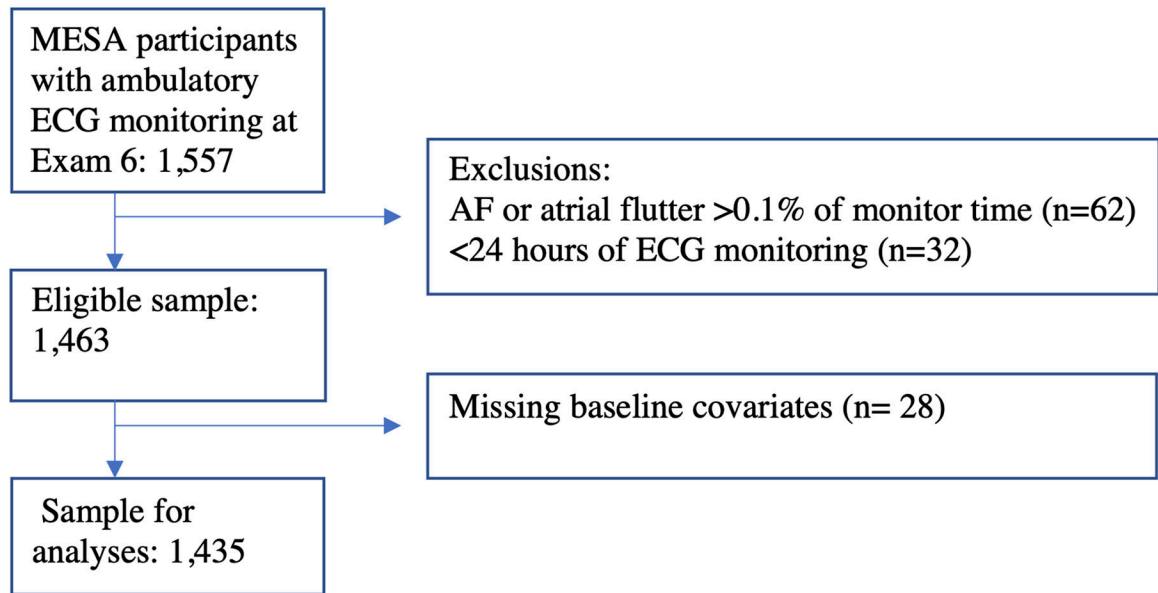 MESA participants
with ambulatory
ECG monitoring at
Exam 6: 1,557
Exclusions:
AF or atrial flutter >0.1% of monitor time (n=62)
<24 hours of ECG monitoring (n=32)
Eligible sample:
1,463
Missing baseline covariates (n= 28)
Sample for
analyses: 1,435